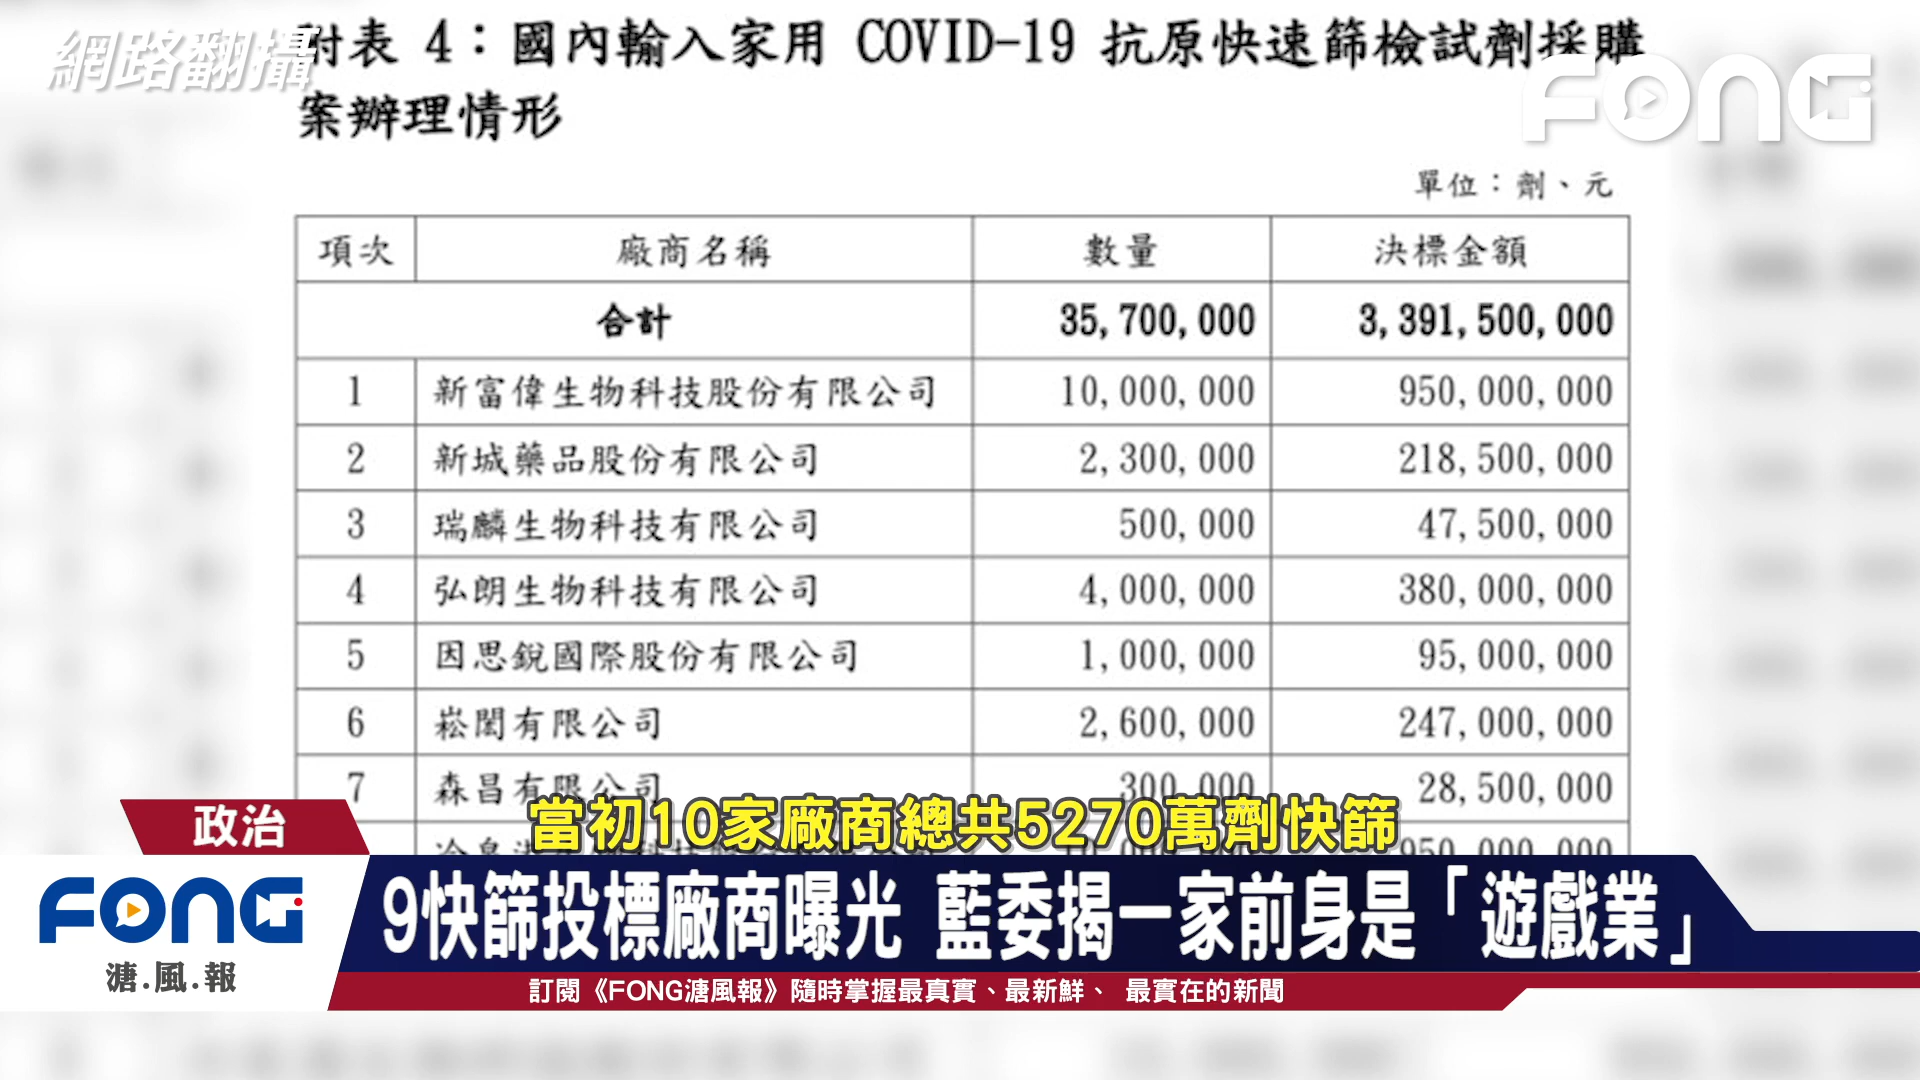 網路翻攝
附表 4：國內輸入家用 COVID-19 抗原快速篩檢試劑採購
案辦理情形
FONG
單位：劑、元
項次 廠商名稱 數量 決標金額
合計 35,700,000 3,391,500,000
1 新富偉生物科技股份有限公司 10,000,000 950,000,000
2 新城藥品股份有限公司 2,300,000 218,500,000
3 瑞麟生物科技有限公司 500,000 47,500,000
4 弘朗生物科技有限公司 4,000,000 380,000,000
5 因思銳國際股份有限公司 1,000,000 95,000,000
6 崧閎有限公司 2,600,000 247,000,000
7 森昌有限公司 300,000 28,500,000
當初10家廠商總共5270萬劑快篩
政治
9快篩投標廠商曝光 藍委揭一家前身是「遊戲業」
FONG
溏.風.報
訂閱《FONG溏風報》隨時掌握最真實、最新鮮、 最實在的新聞